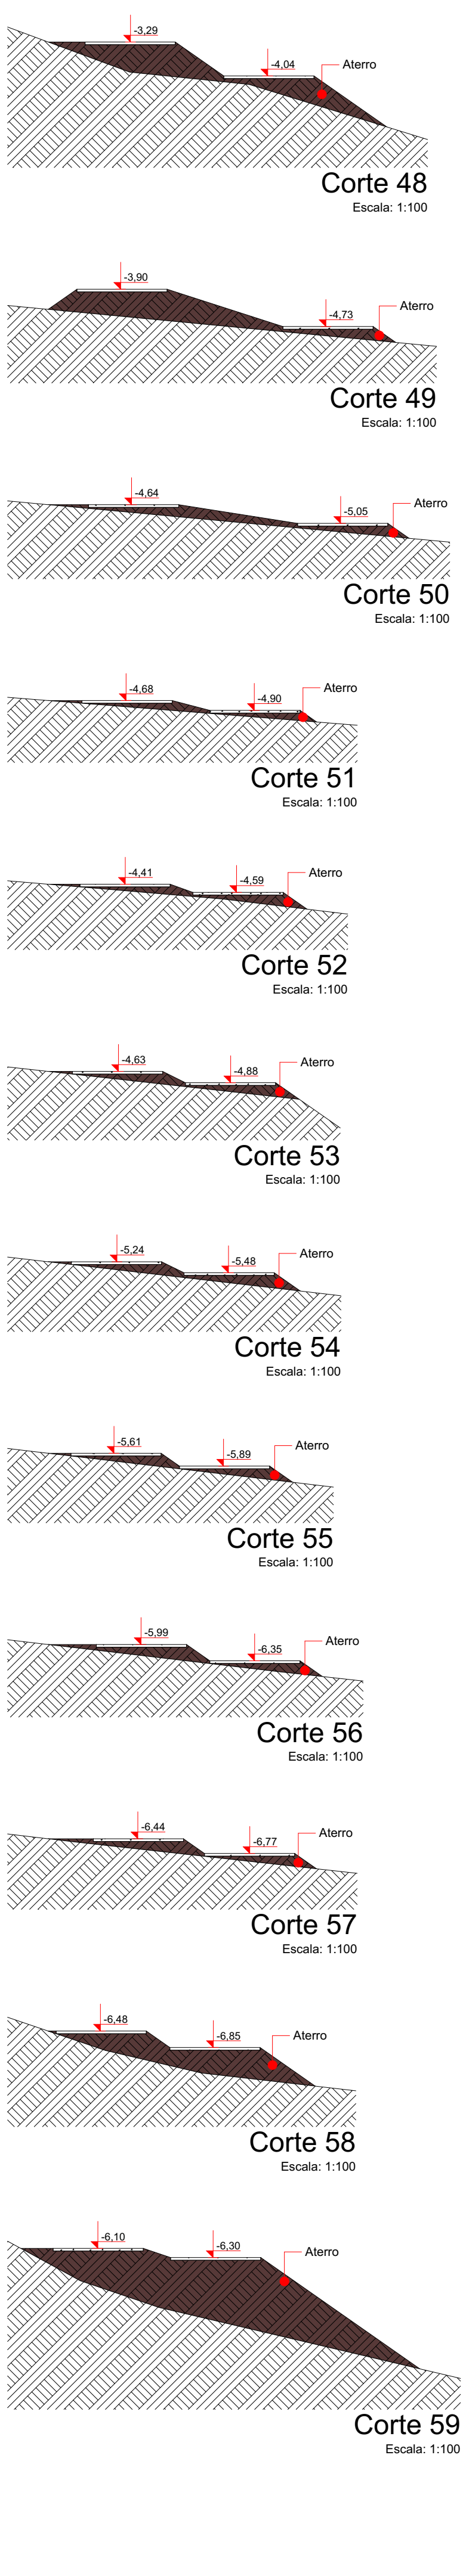 -3,29
-4,04
Aterro
Corte 48
Escala: 1:100
-3,90
-4,73
Aterro
Corte 49
Escala: 1:100
-4,64
-5,05
Aterro
Corte 50
Escala: 1:100
-4,68
-4,90
Aterro
Corte 51
Escala: 1:100
-4,41
-4,59
Aterro
Corte 52
Escala: 1:100
-4,63
-4,88
Aterro
Corte 53
Escala: 1:100
-5,24
-5,48
Aterro
Corte 54
Escala: 1:100
-5,61
-5,89
Aterro
Corte 55
Escala: 1:100
-5,99
-6,35
Aterro
Corte 56
Escala: 1:100
-6,44
-6,77
Aterro
Corte 57
Escala: 1:100
-6,48
-6,85
Aterro
Corte 58
Escala: 1:100
-6,10
-6,30
Aterro
Corte 59
Escala: 1:100